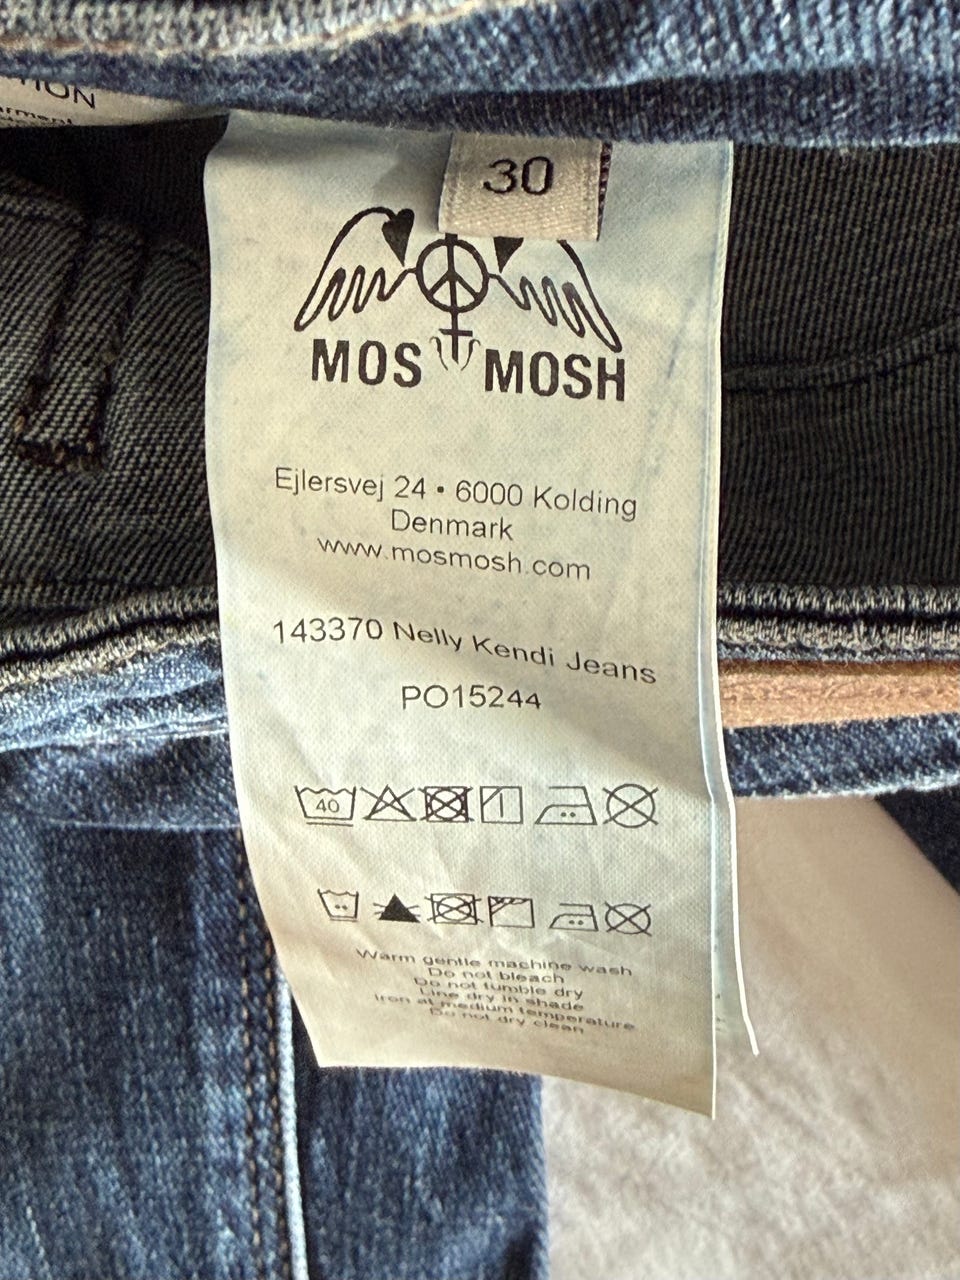 TION
arment
30
MOS MOSH
Ejlersvej 24 • 6000 Kolding
Denmark
www.mosmosh.com
143370 Nelly Kendi Jeans
PO15244
40
Warm gentle machine wash
Do not bleach
Do not tumble dry
Line dry in shade
Iron at medium temperature
Do not dry clean